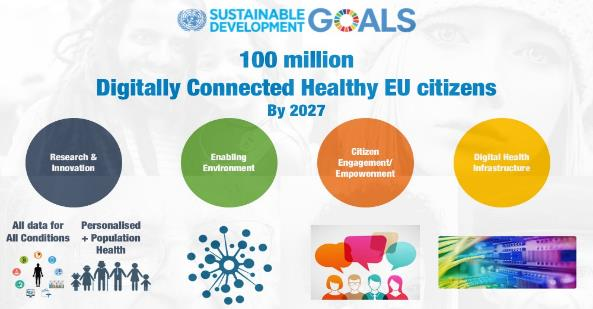 SUSTAINABLE
DEVELOPMENT
GOALS
100 million
Digitally Connected Healthy EU citizens
By 2027
Research &
Innovation
Enabling
Environment
Citizen
Engagement/
Empowerment
Digital Health
Infrastructure
All data for
All Conditions
Personalised
+ Population
Health